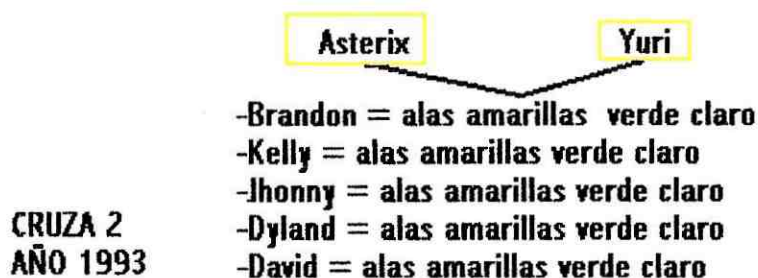 Asterix Yuri
-Brandon = alas amarillas verde claro
-Kelly = alas amarillas verde claro
-Jhonny = alas amarillas verde claro
-Dyland = alas amarillas verde claro
-David = alas amarillas verde claro
CRUZA 2
AÑO 1993